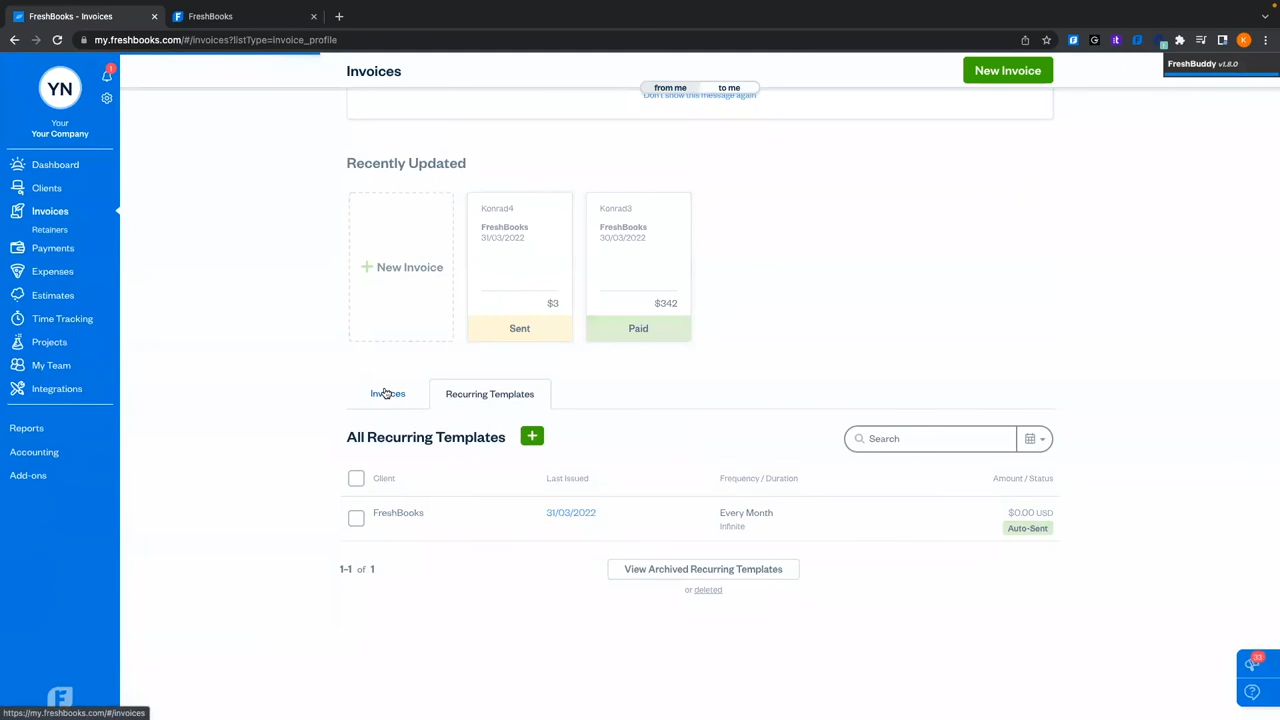 FreshBooks - Invoices
FreshBooks
my.freshbooks.com/#/invoices?listType=invoice_profile
K
YN
1
Your
Your Company
Dashboard
Clients
Invoices
Retainers
Payments
Expenses
Estimates
Time Tracking
Projects
My Team
Integrations
Reports
Accounting
Add-ons
F
https://my.freshbooks.com/#/invoices
Invoices
from me
to me
New Invoice
FreshBuddy v1.8.0
Don't show this message again
Recently Updated
+ New Invoice
Konrad4
FreshBooks
31/03/2022
$3
Sent
Konrad3
FreshBooks
30/03/2022
$342
Paid
Invoices
Recurring Templates
All Recurring Templates
Search
Client
Last Issued
Frequency / Duration
Amount / Status
FreshBooks
31/03/2022
Every Month
Infinite
$0.00 USD
Auto-Sent
1-1 of 1
View Archived Recurring Templates
or deleted
33